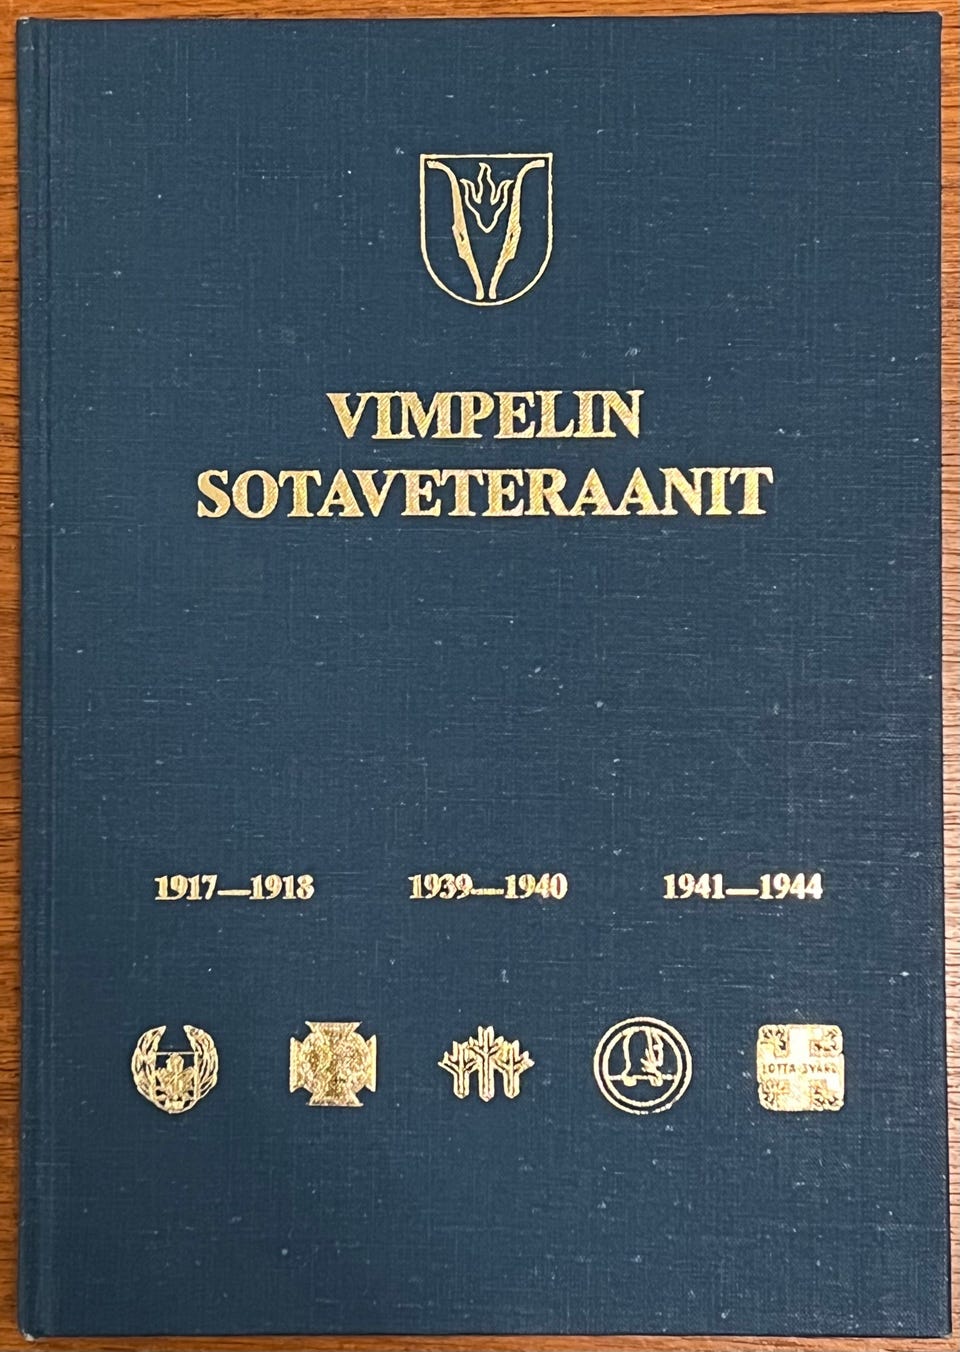 VIMPELIN
SOTAVETERAANIT
1917—1918
1939—1940
1941—1944
LOTTA-SVÄRD